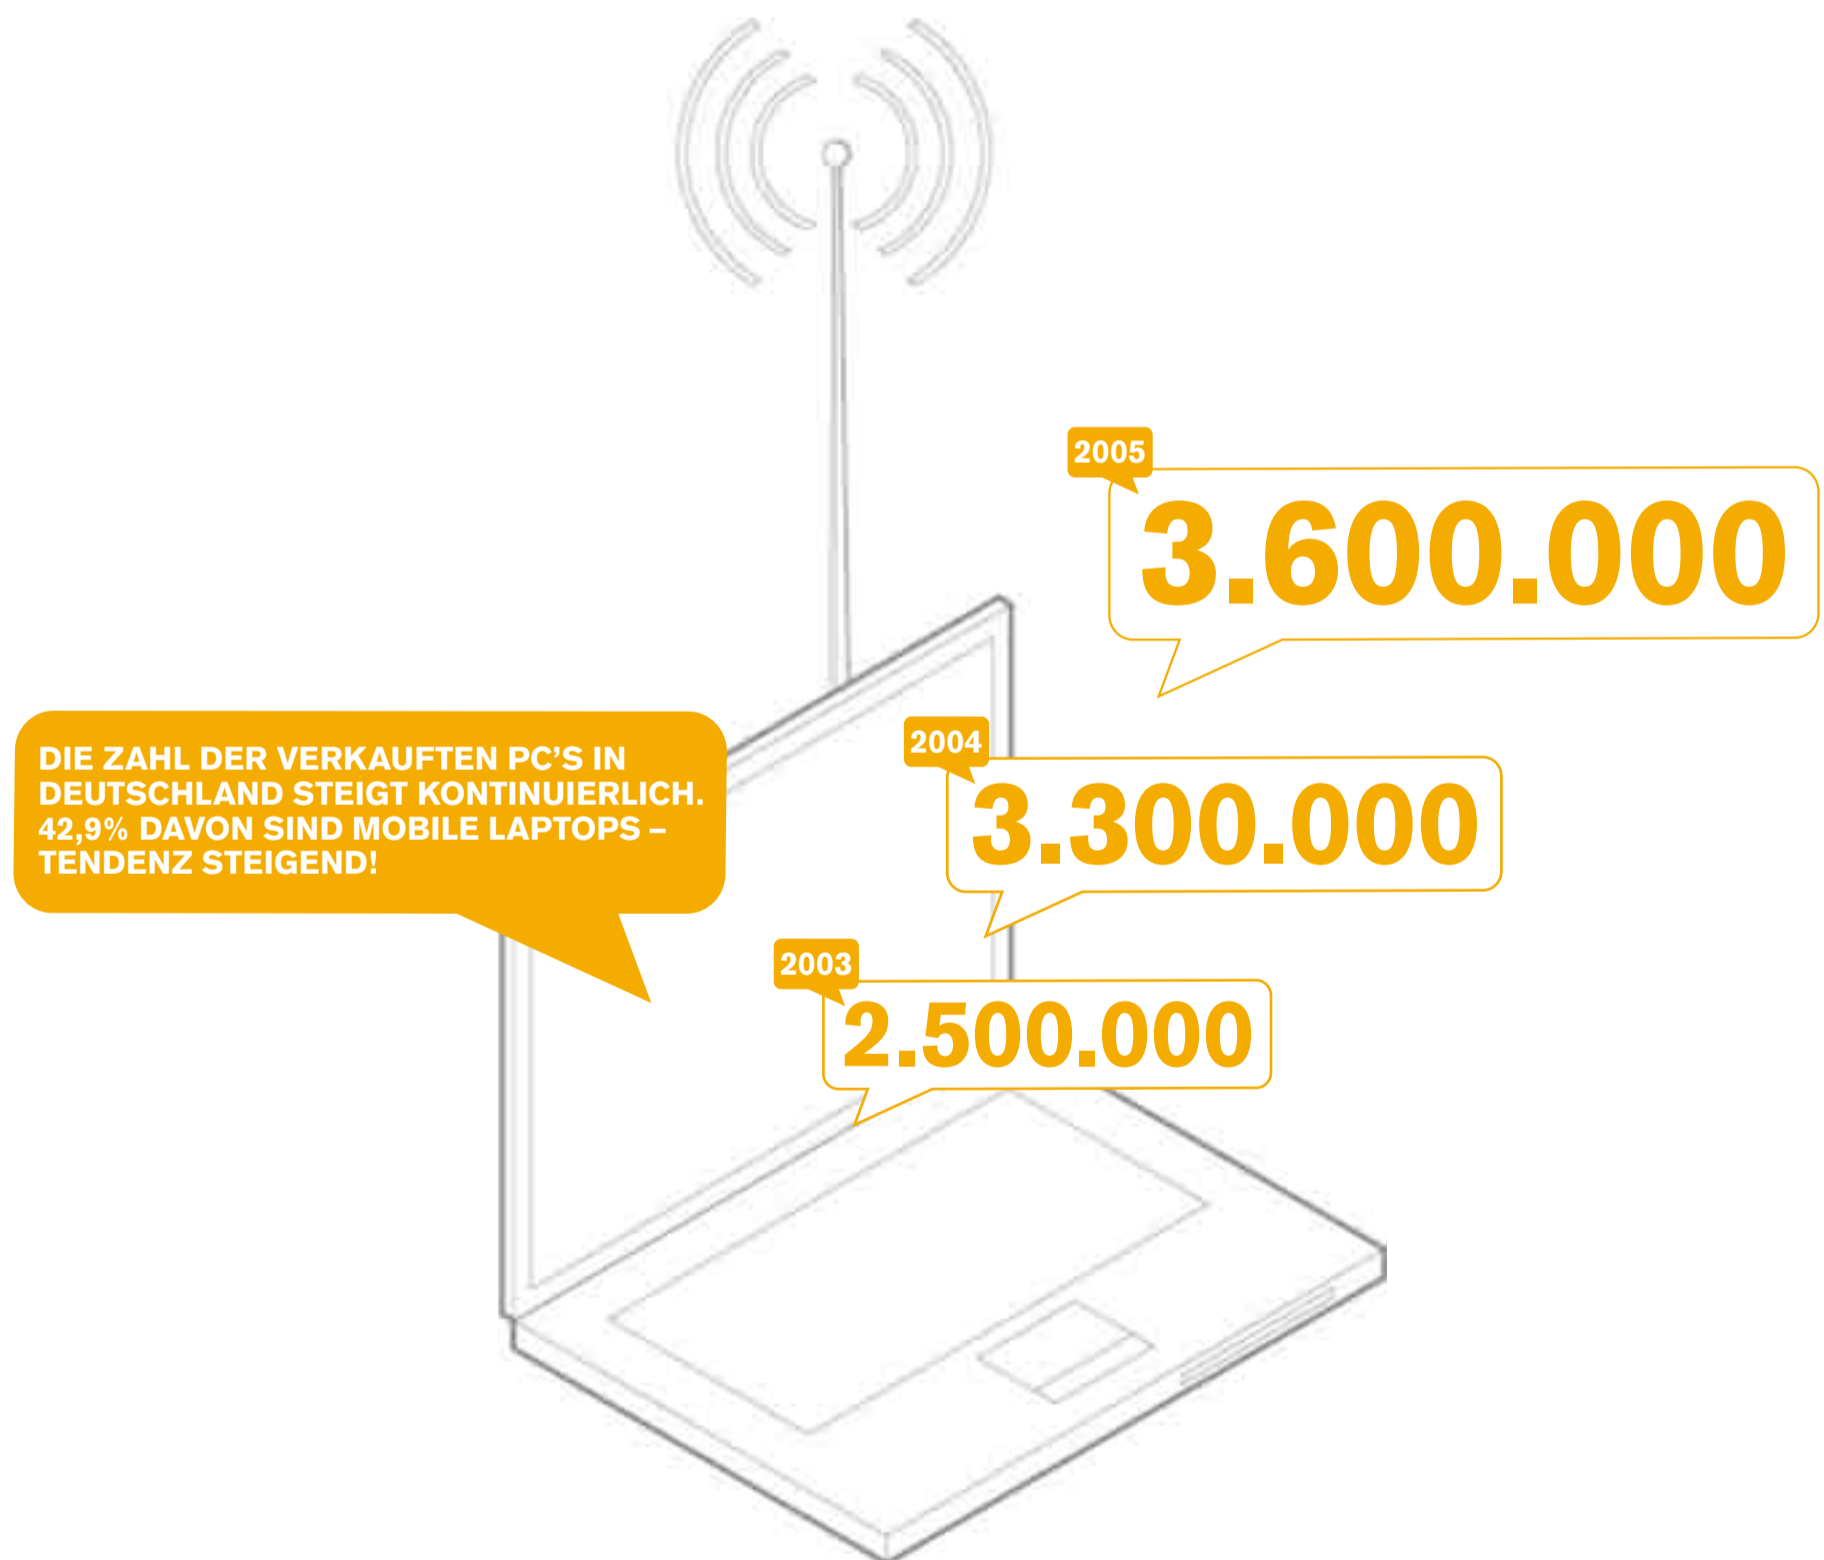 2005
3.600.000
DIE ZAHL DER VERKAUFTEN PC’S IN
DEUTSCHLAND STEIGT KONTINUIERLICH.
42,9% DAVON SIND MOBILE LAPTOPS –
TENDENZ STEIGEND!
2004
3.300.000
2003
2.500.000